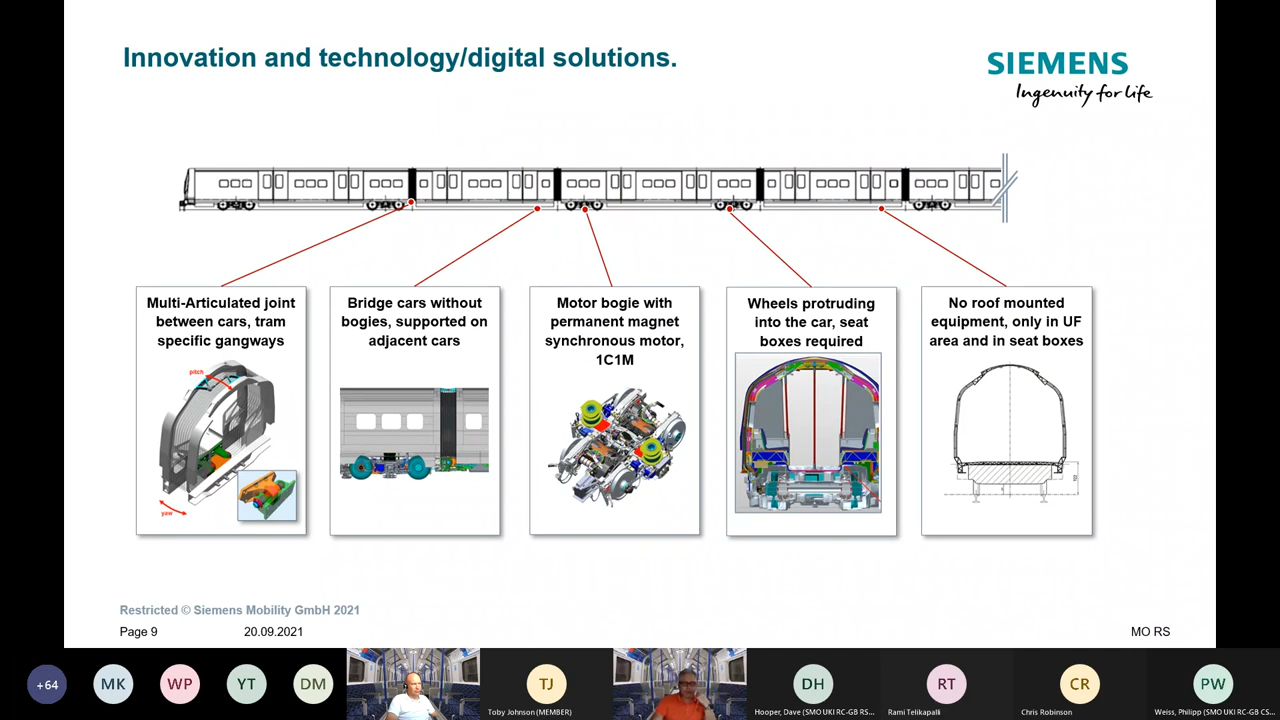 Innovation and technology/digital solutions.
SIEMENS
Ingenuity for life
Multi-Articulated joint
between cars, tram
specific gangways
pitch
yaw
Bridge cars without
bogies, supported on
adjacent cars
Motor bogie with
permanent magnet
synchronous motor,
1C1M
Wheels protruding
into the car, seat
boxes required
No roof mounted
equipment, only in UF
area and in seat boxes
Restricted © Siemens Mobility GmbH 2021
Page 9
20.09.2021
MO RS
+64
MK
WP
YT
DM
TJ
Toby Johnson (MEMBER)
DH
Hooper, Dave (SMO UKI RC-GB RS...
RT
Rami Telikapalli
CR
Chris Robinson
PW
Weiss, Philipp (SMO UKI RC-GB CS...